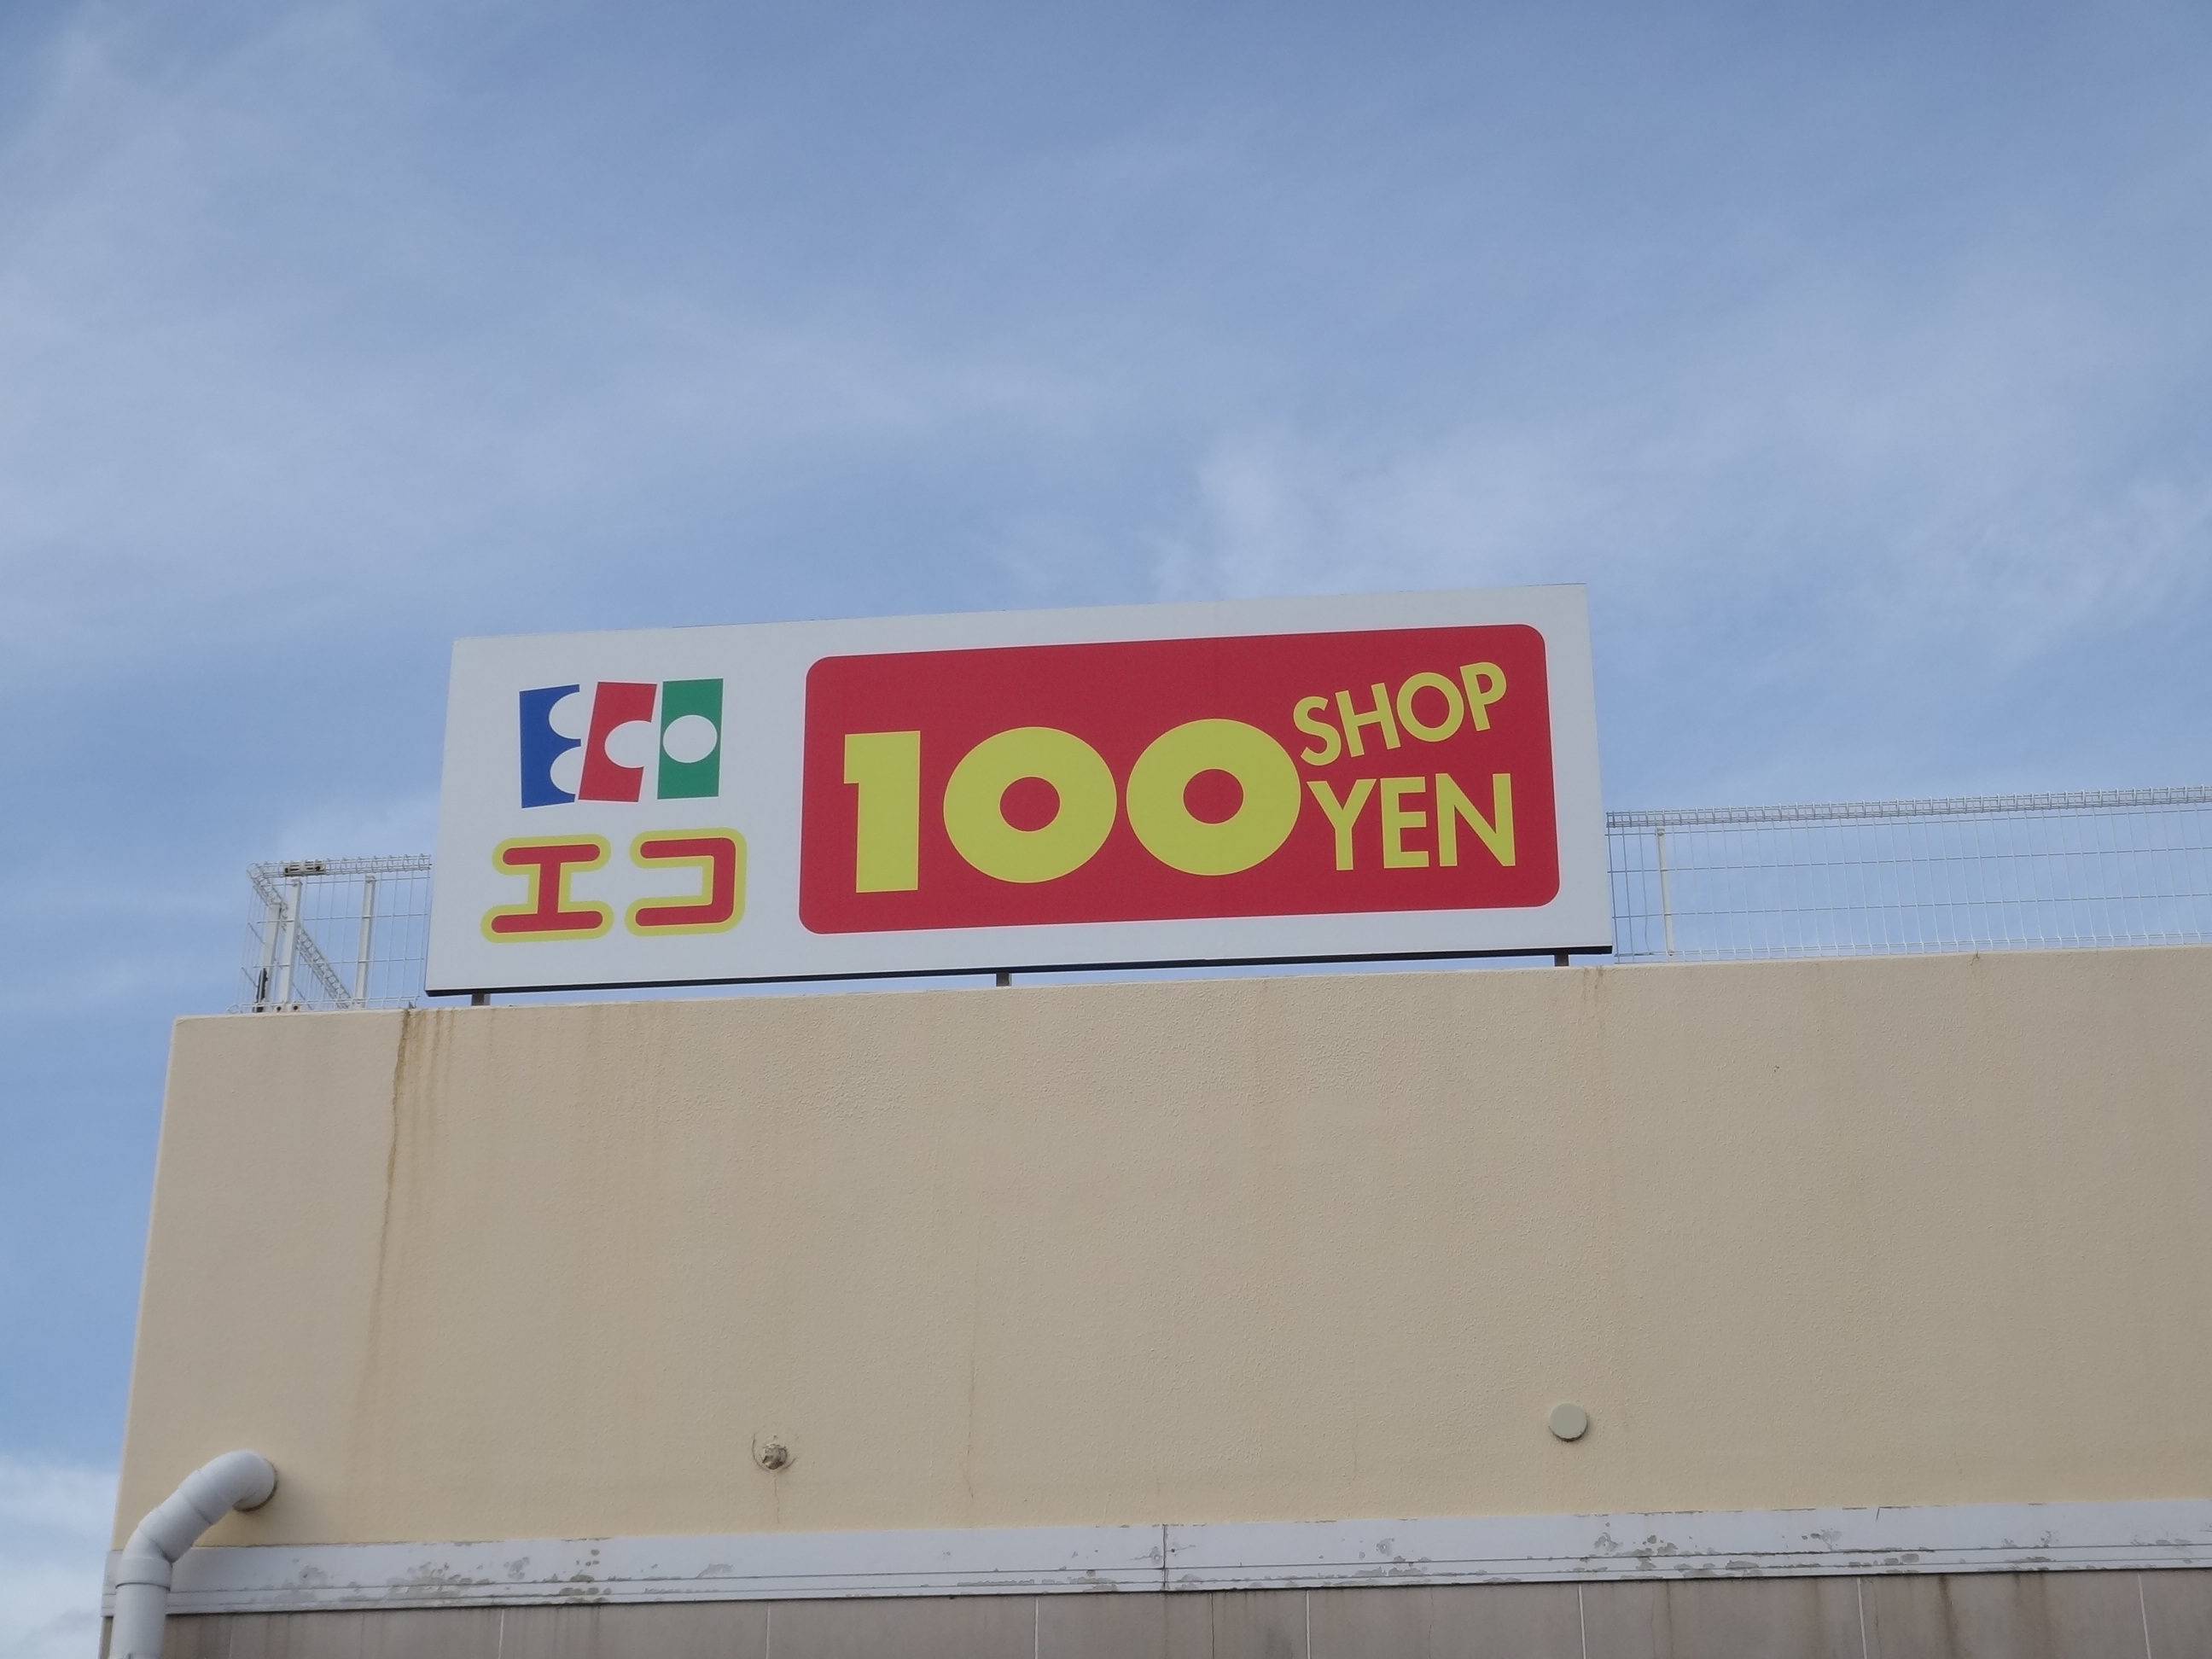 ECO
エコ
100 SHOP
YEN